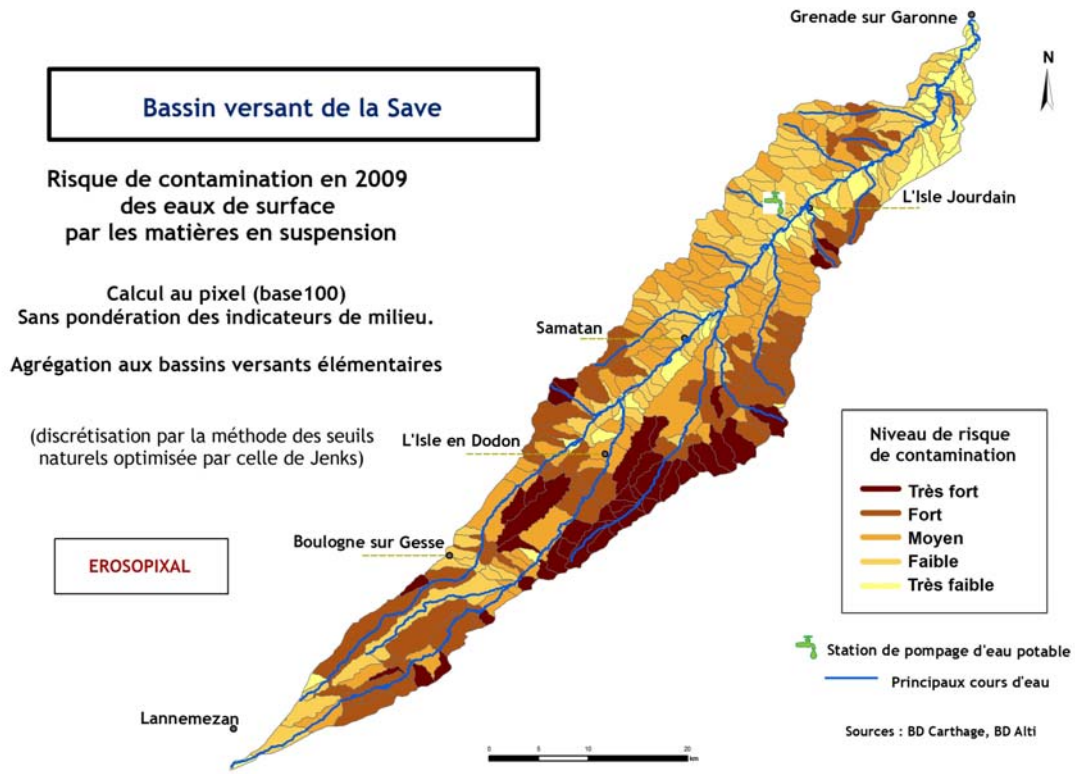 Grenade sur Garonne
N
Bassin versant de la Save
Risque de contamination en 2009
des eaux de surface
par les matières en suspension
L'Isle Jourdain
Calcul au pixel (base100)
Sans pondération des indicateurs de milieu.
Samatan
Agrégation aux bassins versants élémentaires
(discrétisation par la méthode des seuils
naturels optimisée par celle de Jenks)
L'Isle en Dodon
Niveau de risque
de contamination
Très fort
Fort
Moyen
Faible
Très faible
Boulogne sur Gesse
EROSOPIXAL
Station de pompage d'eau potable
Principaux cours d'eau
Lannemezan
Sources : BD Carthage, BD Alti
0 5 10 20
km